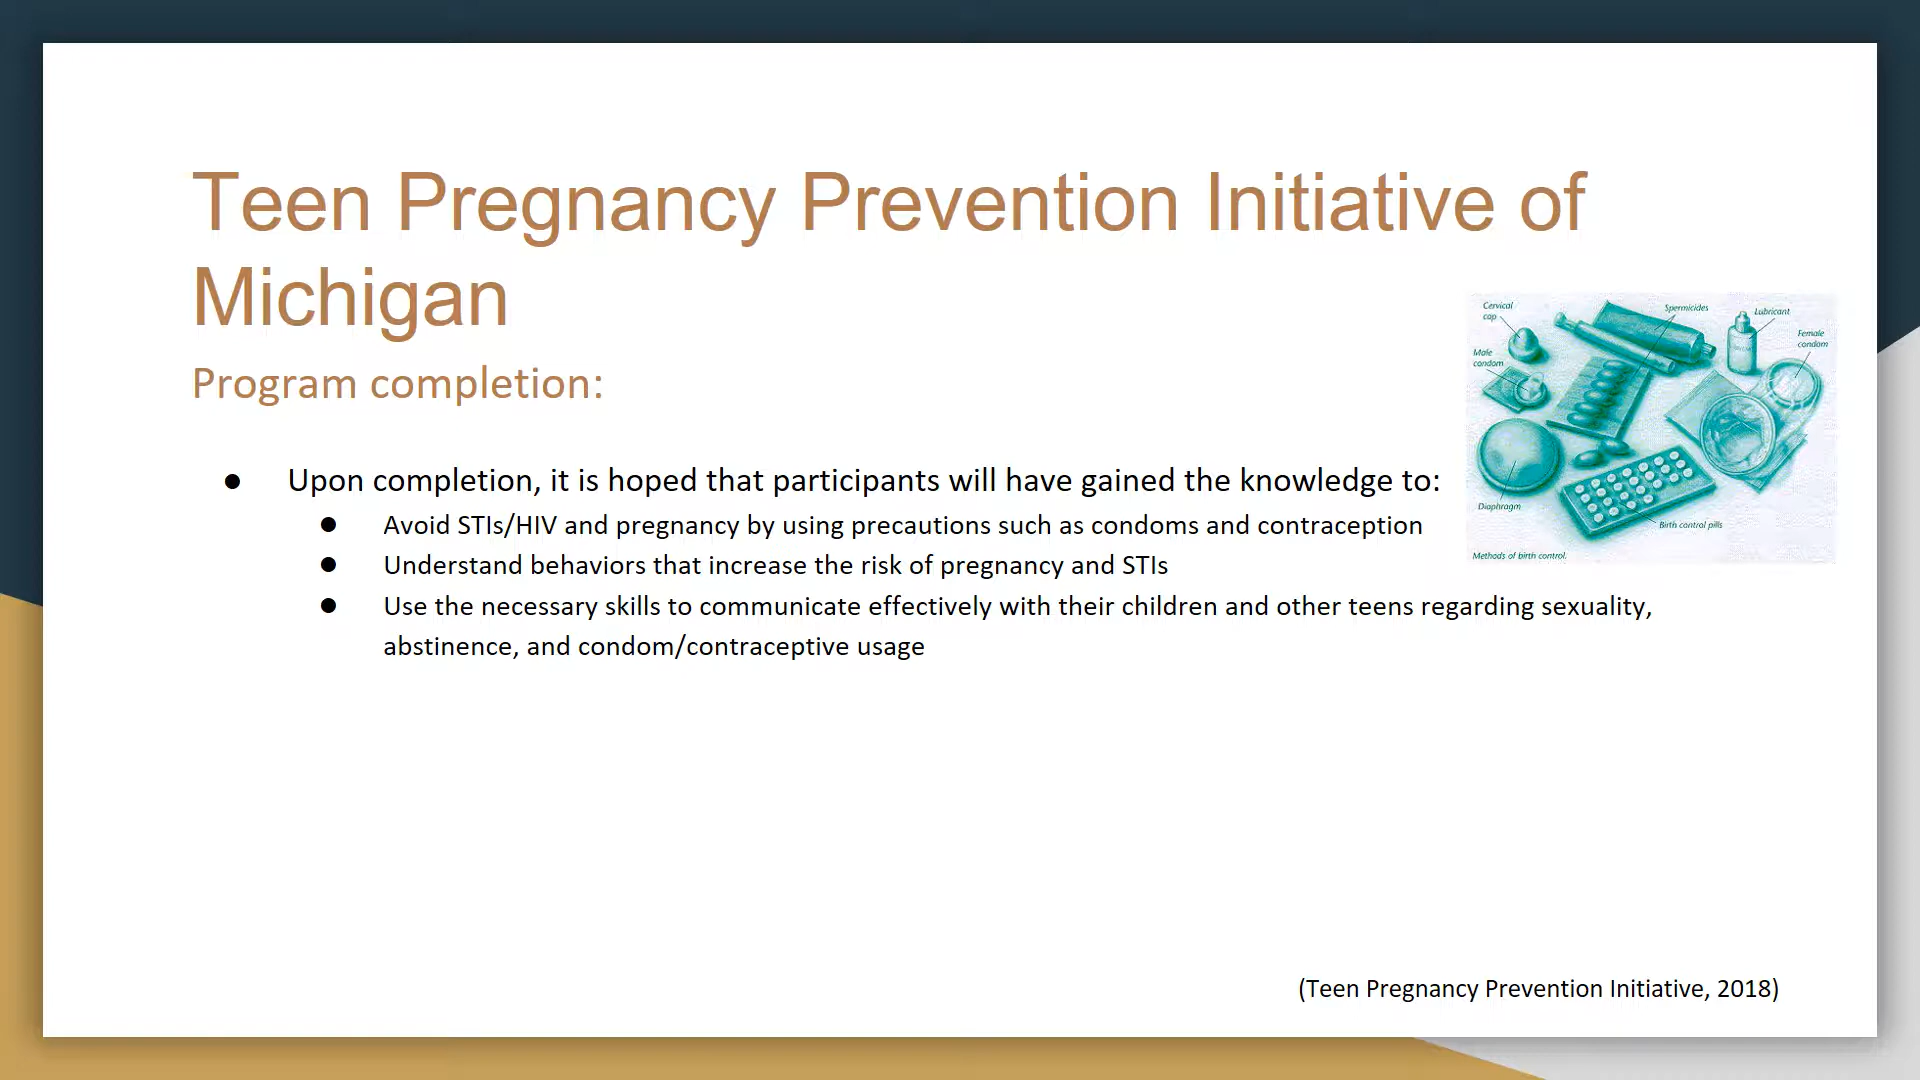 Teen Pregnancy Prevention Initiative of
Michigan
Program completion:
● Upon completion, it is hoped that participants will have gained the knowledge to:
● Avoid STIs/HIV and pregnancy by using precautions such as condoms and contraception
● Understand behaviors that increase the risk of pregnancy and STIs
● Use the necessary skills to communicate effectively with their children and other teens regarding sexuality,
abstinence, and condom/contraceptive usage
Cervical
cap
Spermicides
Lubricant
Female
condom
Male
condom
Diaphragm
Birth control pills
Methods of birth control.
(Teen Pregnancy Prevention Initiative, 2018)